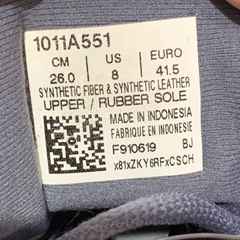 1011A551
CM US EURO
26.0 8 41.5
SYNTHETIC FIBER & SYNTHETIC LEATHER
UPPER / RUBBER SOLE
MADE IN INDONESIA
FABRIQUE EN INDONESIE
F910619 BJ
x81xZKY6RFxCSCH